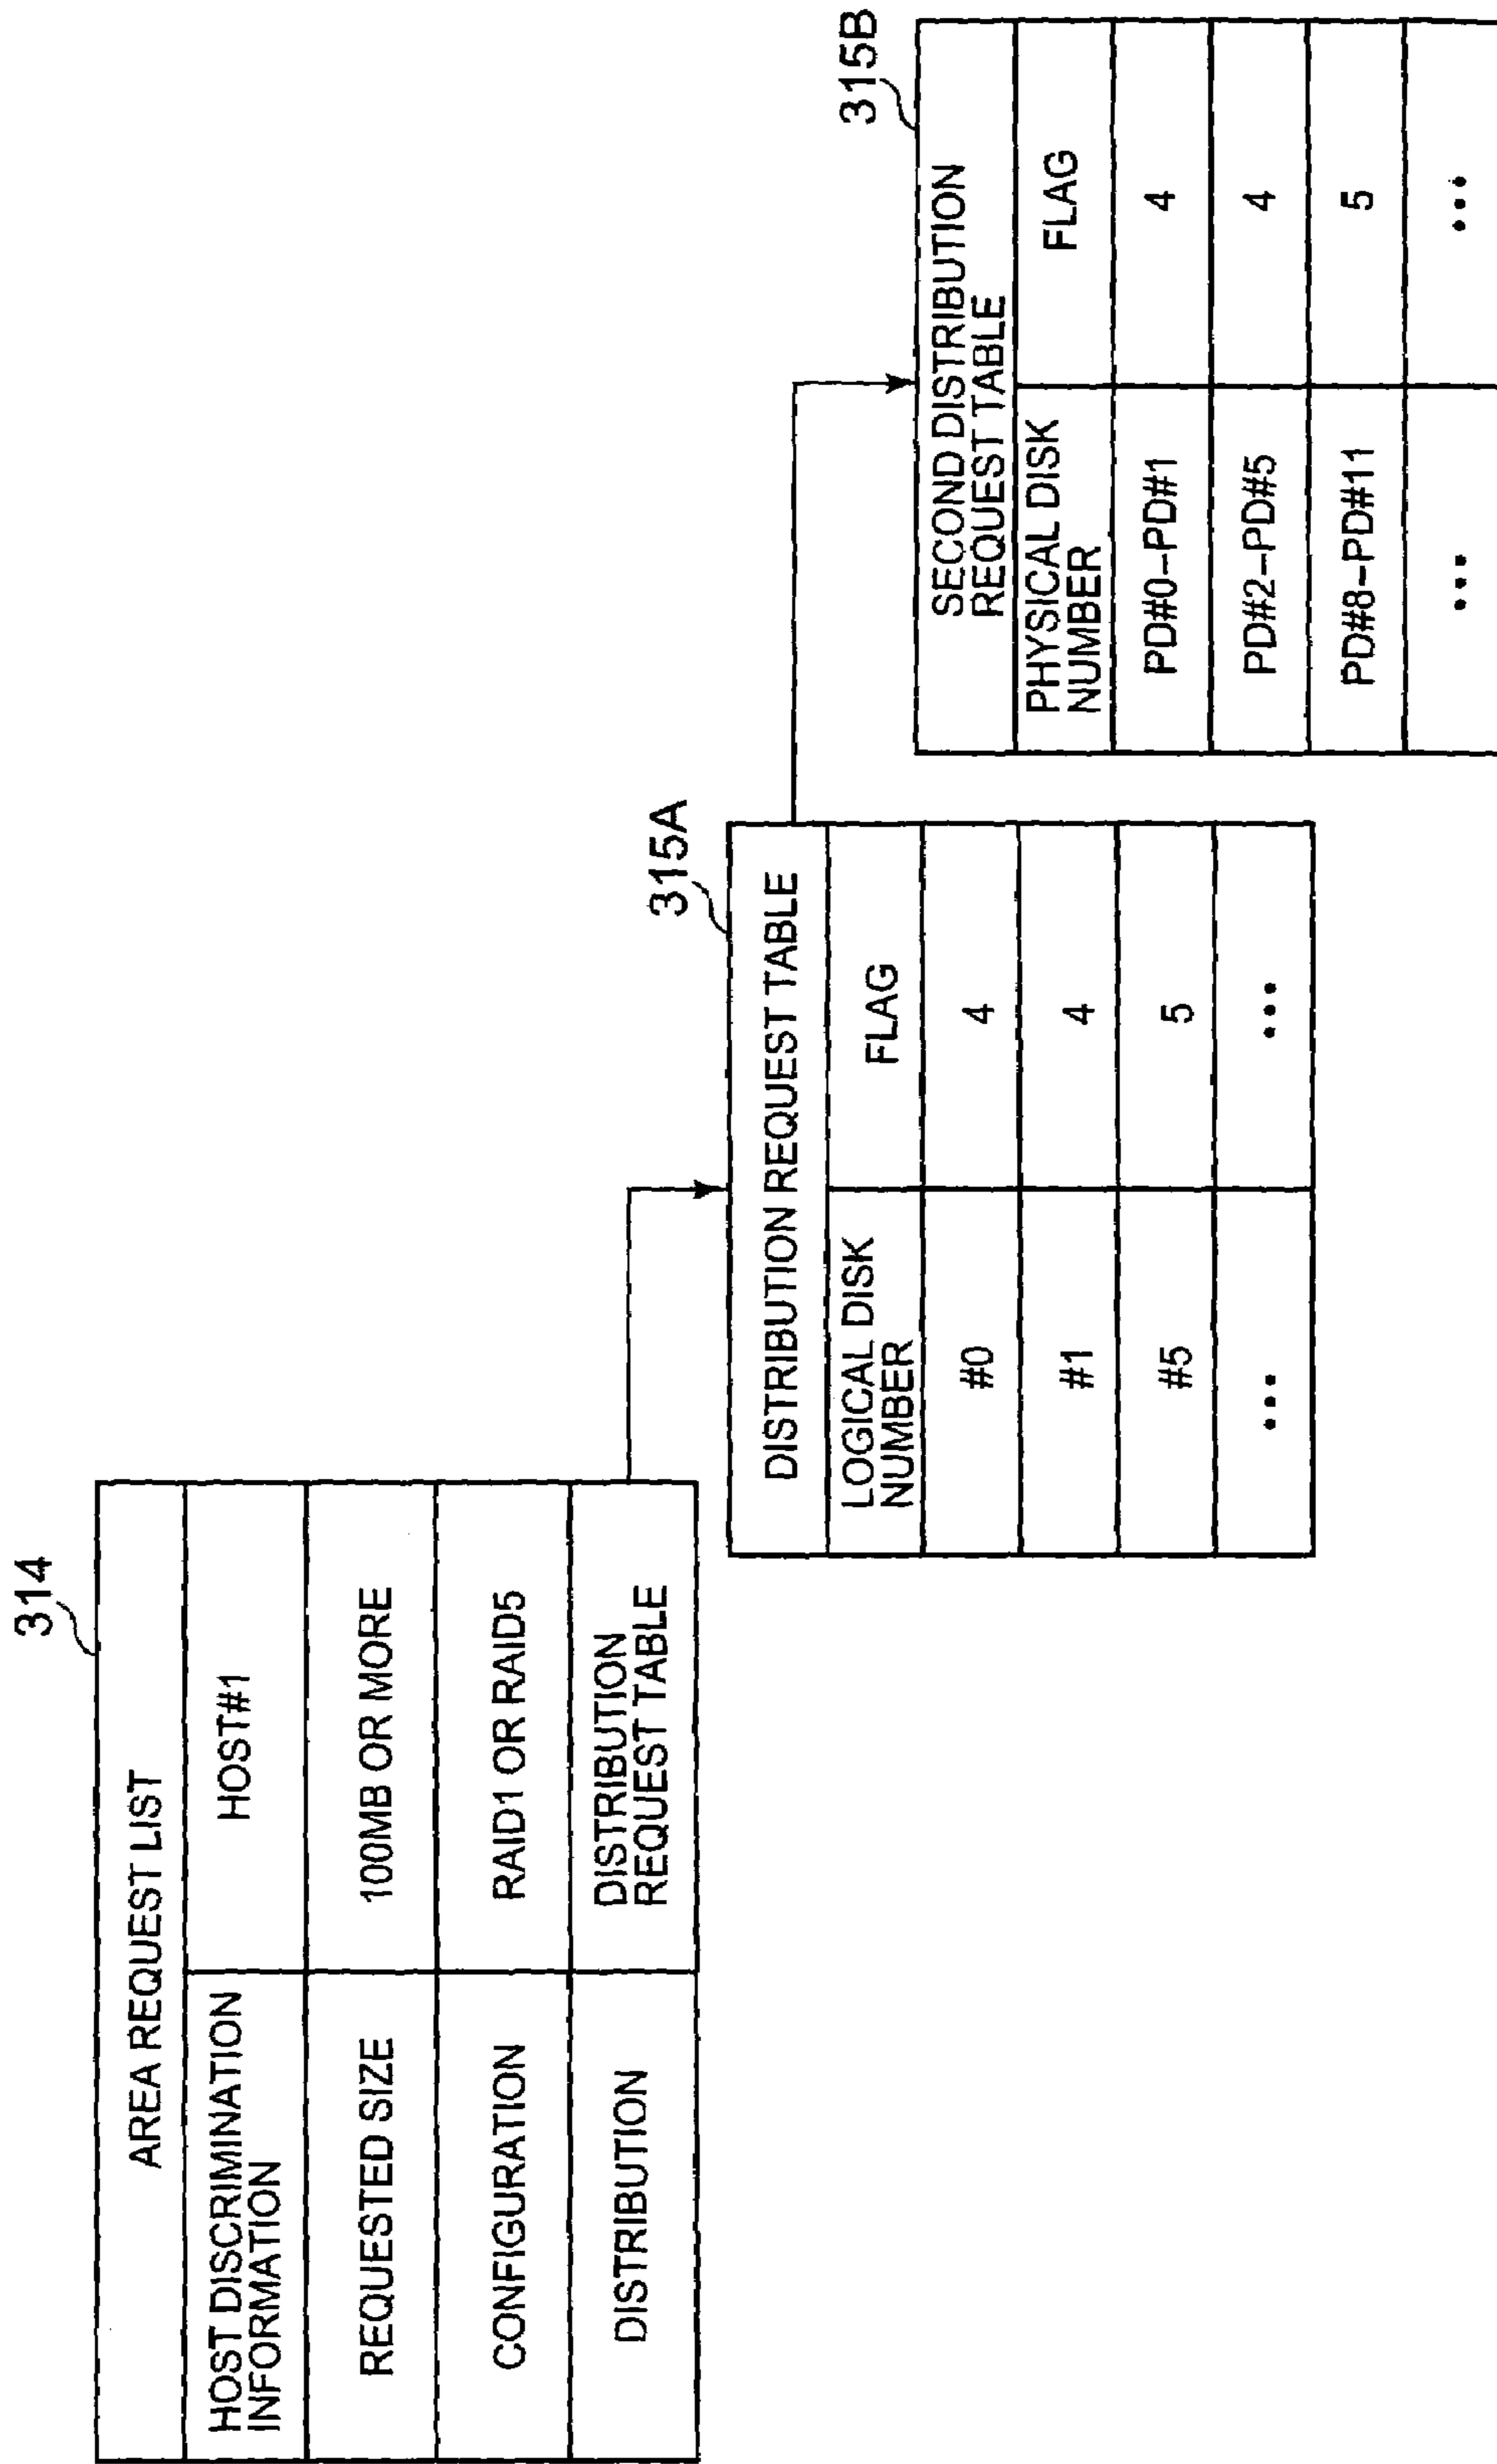 314
AREA REQUEST LIST
HOST DISCRIMINATION
INFORMATION
HOST#1
REQUESTED SIZE
100MB OR MORE
CONFIGURATION
RAID1 OR RAID5
DISTRIBUTION
DISTRIBUTION
REQUEST TABLE
315A
DISTRIBUTION REQUEST TABLE
LOGICAL DISK
NUMBER
FLAG
#0
4
#1
4
#5
5
...
...
315B
SECOND DISTRIBUTION
REQUEST TABLE
PHYSICAL DISK
NUMBER
FLAG
PD#0-PD#1
4
PD#2-PD#5
4
PD#8-PD#11
5
...
...